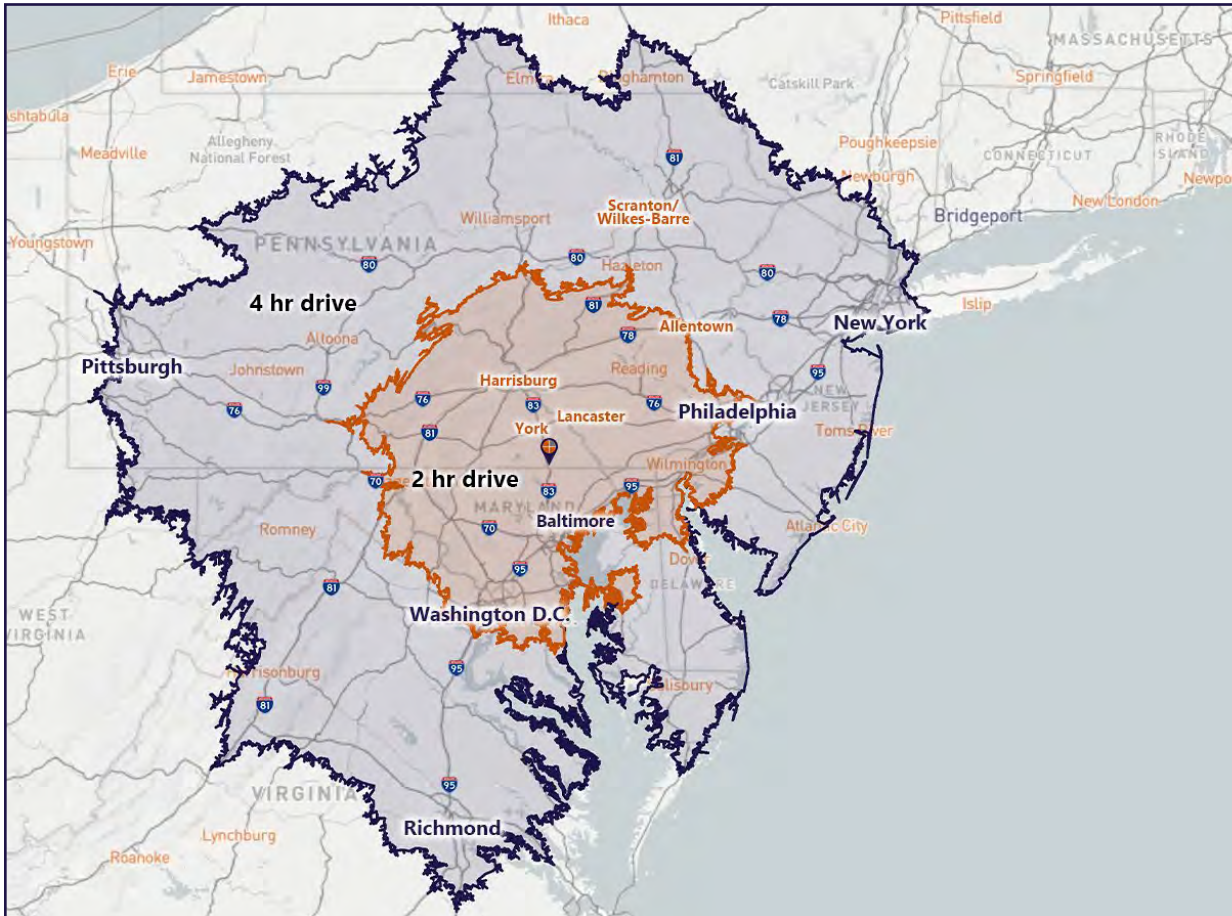 Ithaca
Pittsfield
MASSACHUSETTS
Erie
Jamestown
Elmira
Binghamton
Catskill Park
Springfield
Ashtabula
Meadville
Allegheny
National Forest
81
Poughkeepsie
Newburgh
CONNECTICUT
RHODE
ISLAND
New London
Scranton/
Wilkes-Barre
Williamsport
Bridgeport
Youngstown
PENNSYLVANIA
80
80
Hazleton
80
4 hr drive
81
78
Islip
78
Allentown
New York
Altoona
Pittsburgh
Johnstown
Harrisburg
Reading
95
99
76
76
83
76
NEW
JERSEY
Lancaster
Philadelphia
York
81
Toms River
Wilmington
70
2 hr drive
83
95
MARYLAND
Baltimore
Atlantic City
Romney
70
95
Dover
DELAWARE
81
WEST
VIRGINIA
Washington D.C.
95
Harrisonburg
Salisbury
81
95
VIRGINIA
Richmond
Lynchburg
Roanoke